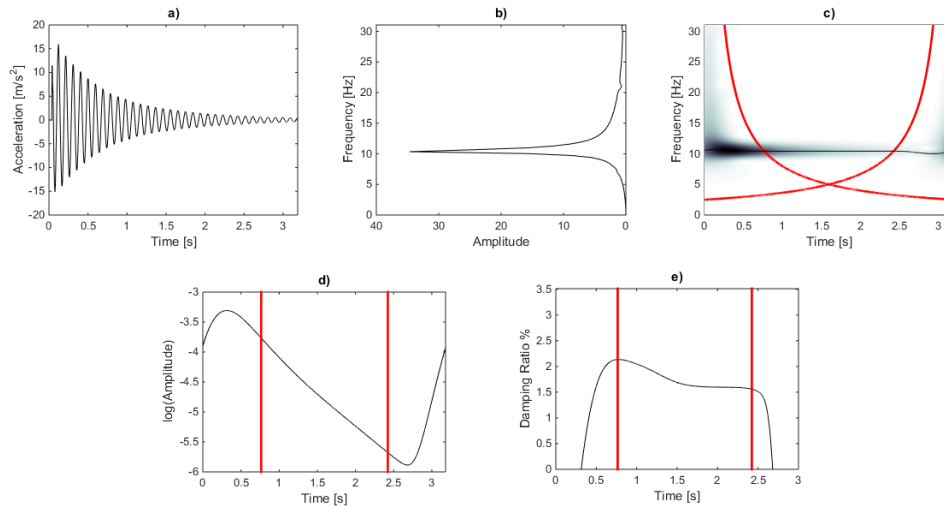 a)
20
15
10
5
0
-5
-10
-15
-20
Acceleration [m/s²]
0 0.5 1 1.5 2 2.5 3
Time [s]
b)
30
25
20
15
10
5
0
Frequency [Hz]
40 30 20 10 0
Amplitude
c)
30
25
20
15
10
5
0
Frequency [Hz]
0 0.5 1 1.5 2 2.5 3
Time [s]
d)
-3
-3.5
-4
-4.5
-5
-5.5
-6
log(Amplitude)
0 0.5 1 1.5 2 2.5 3
Time [s]
e)
3.5
3
2.5
2
1.5
1
0.5
0
Damping Ratio %
0 0.5 1 1.5 2 2.5 3
Time [s]